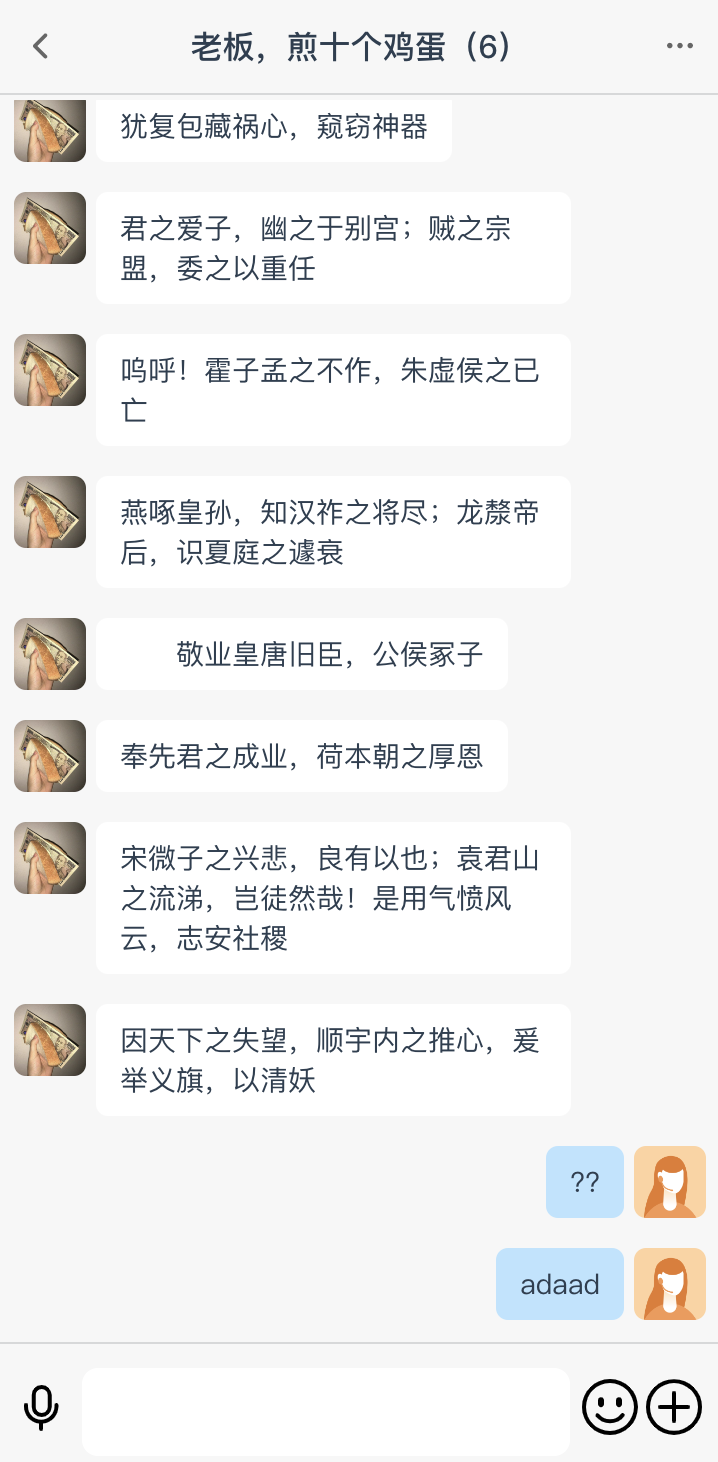 老板，煎十个鸡蛋（6）
犹复包藏祸心，窥窃神器
君之爱子，幽之于别宫；贼之宗
盟，委之以重任
呜呼！霍子孟之不作，朱虚侯之已
亡
燕啄皇孙，知汉祚之将尽；龙漦帝
后，识夏庭之遽衰
敬业皇唐旧臣，公侯冢子
奉先君之成业，荷本朝之厚恩
宋微子之兴悲，良有以也；袁君山
之流涕，岂徒然哉！是用气愤风
云，志安社稷
因天下之失望，顺宇内之推心，爰
举义旗，以清妖
??
adaad